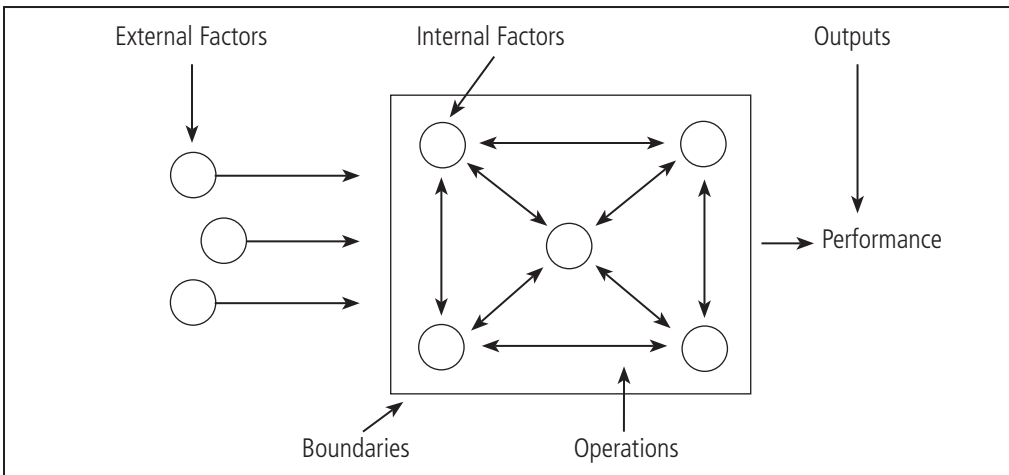 External Factors
Internal Factors
Outputs
Performance
Boundaries
Operations